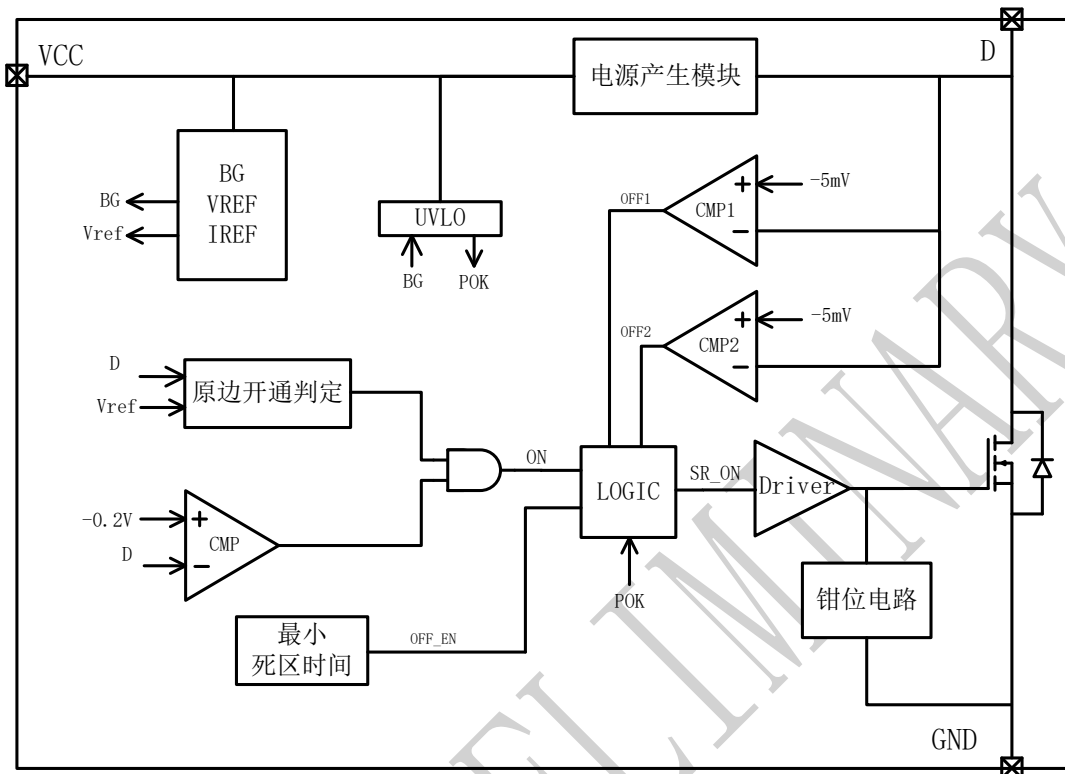 VCC
D
电源产生模块
BG
VREF
IREF
BG
Vref
UVLO
BG
POK
OFF1
+
CMP1
−
-5mV
OFF2
+
CMP2
−
-5mV
D
Vref
原边开通判定
ON
-0.2V
D
+
CMP
−
LOGIC
POK
SR_ON
Driver
钳位电路
最小
死区时间
OFF_EN
GND
ELIMINARY